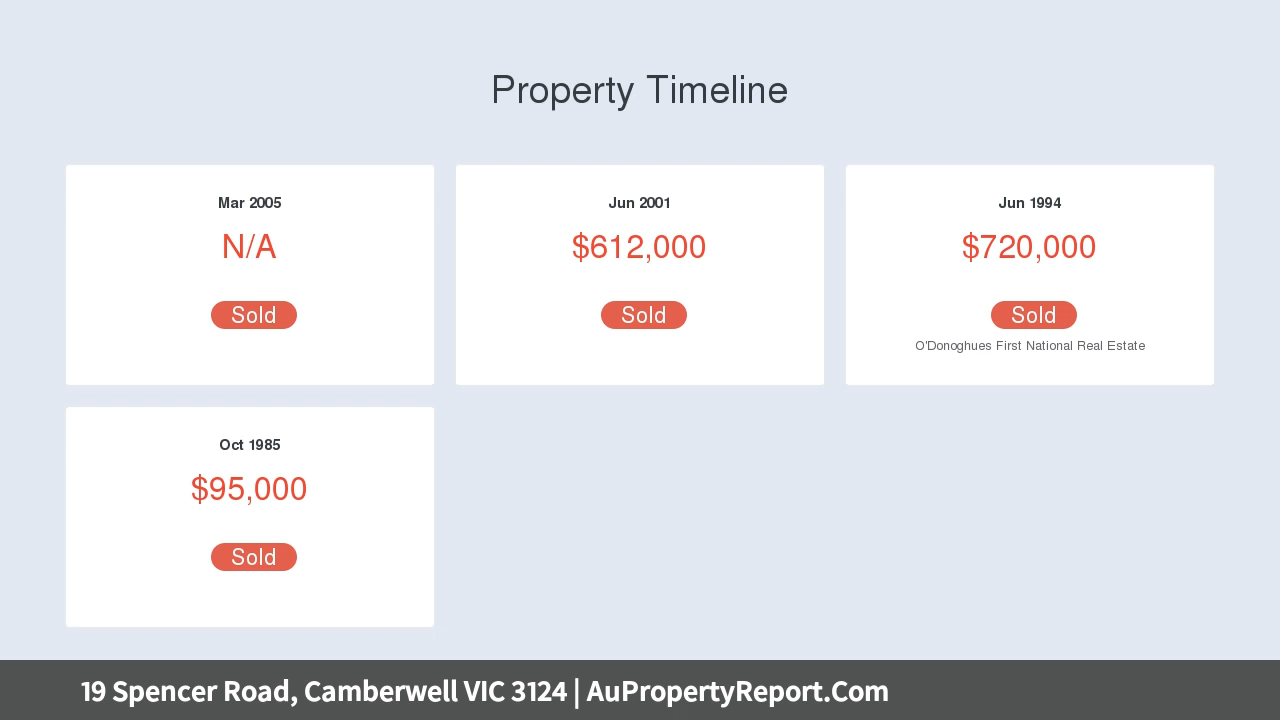 Property Timeline
Mar 2005
N/A
Sold
Jun 2001
$612,000
Sold
Jun 1994
$720,000
Sold
O'Donoghues First National Real Estate
Oct 1985
$95,000
Sold
19 Spencer Road, Camberwell VIC 3124 | AuPropertyReport.Com